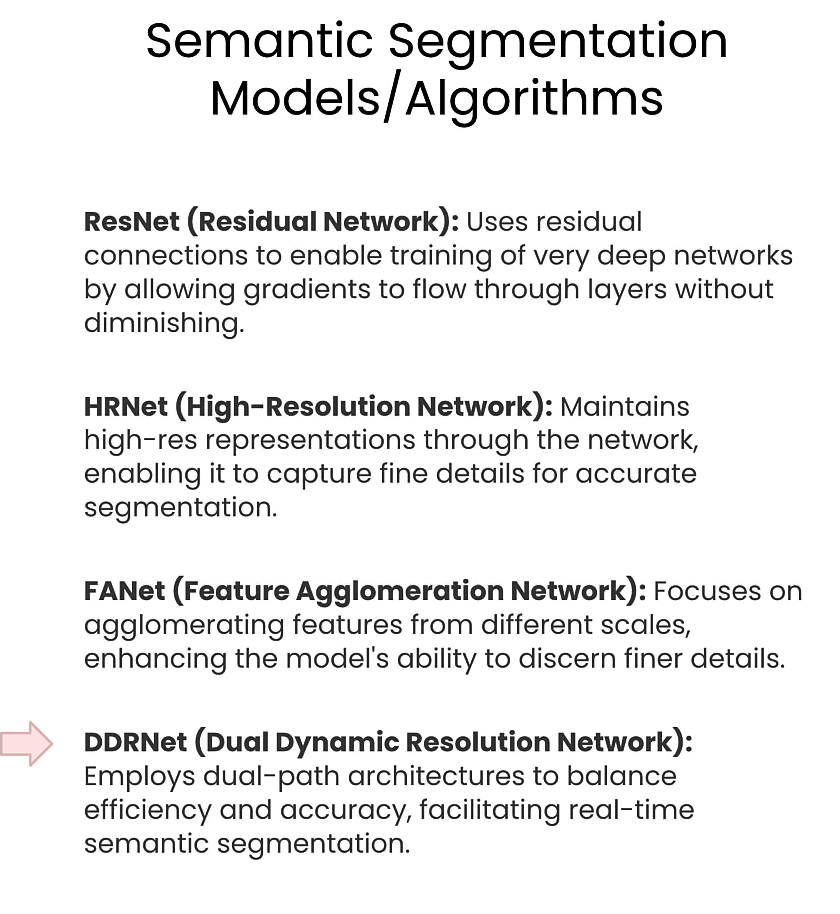 Semantic Segmentation
Models/Algorithms
ResNet (Residual Network): Uses residual
connections to enable training of very deep networks
by allowing gradients to flow through layers without
diminishing.
HRNet (High-Resolution Network): Maintains
high-res representations through the network,
enabling it to capture fine details for accurate
segmentation.
FANet (Feature Agglomeration Network): Focuses on
agglomerating features from different scales,
enhancing the model's ability to discern finer details.
DDRNet (Dual Dynamic Resolution Network):
Employs dual-path architectures to balance
efficiency and accuracy, facilitating real-time
semantic segmentation.